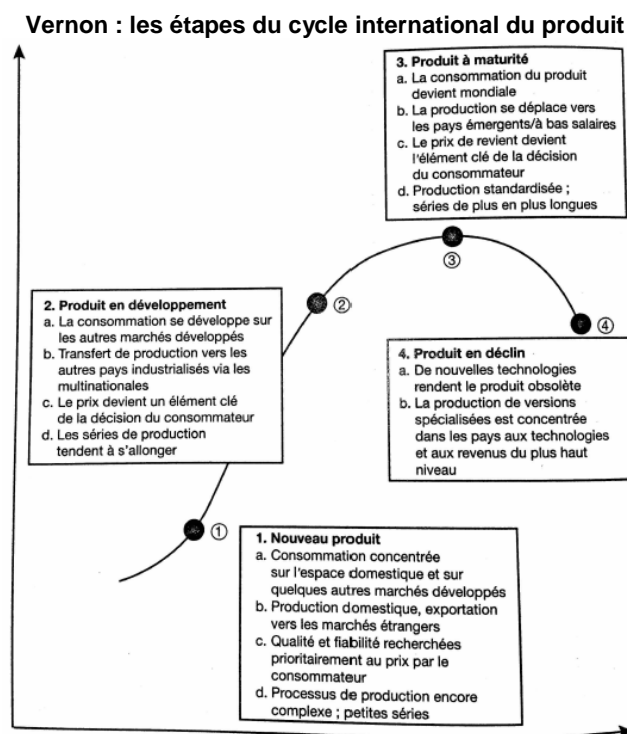 Vernon : les étapes du cycle international du produit
3. Produit à maturité
a. La consommation du produit
devient mondiale
b. La production se déplace vers
les pays émergents/à bas salaires
c. Le prix de revient devient
l'élément clé de la décision
du consommateur
d. Production standardisée ;
séries de plus en plus longues
③
2. Produit en développement
a. La consommation se développe sur
les autres marchés développés
b. Transfert de production vers les
autres pays industrialisés via les
multinationales
c. Le prix devient un élément clé
de la décision du consommateur
d. Les séries de production
tendent à s'allonger
②
④
4. Produit en déclin
a. De nouvelles technologies
rendent le produit obsolète
b. La production de versions
spécialisées est concentrée
dans les pays aux technologies
et aux revenus du plus haut
niveau
①
1. Nouveau produit
a. Consommation concentrée
sur l'espace domestique et sur
quelques autres marchés développés
b. Production domestique, exportation
vers les marchés étrangers
c. Qualité et fiabilité recherchées
prioritairement au prix par le
consommateur
d. Processus de production encore
complexe ; petites séries